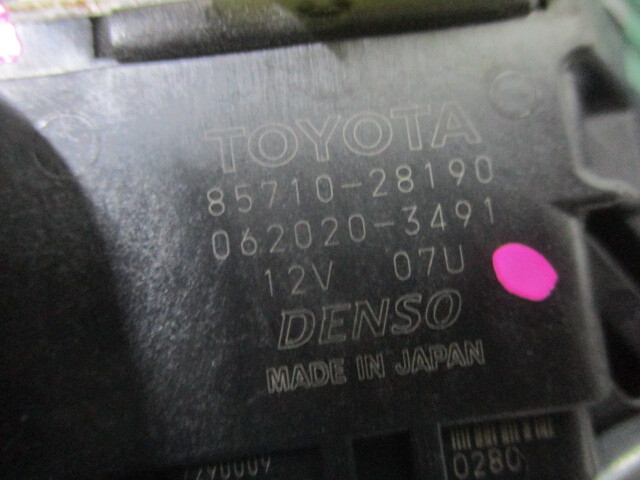 TOYOTA
85710-28190
062020-3491
12V 07U
DENSO
MADE IN JAPAN
0280